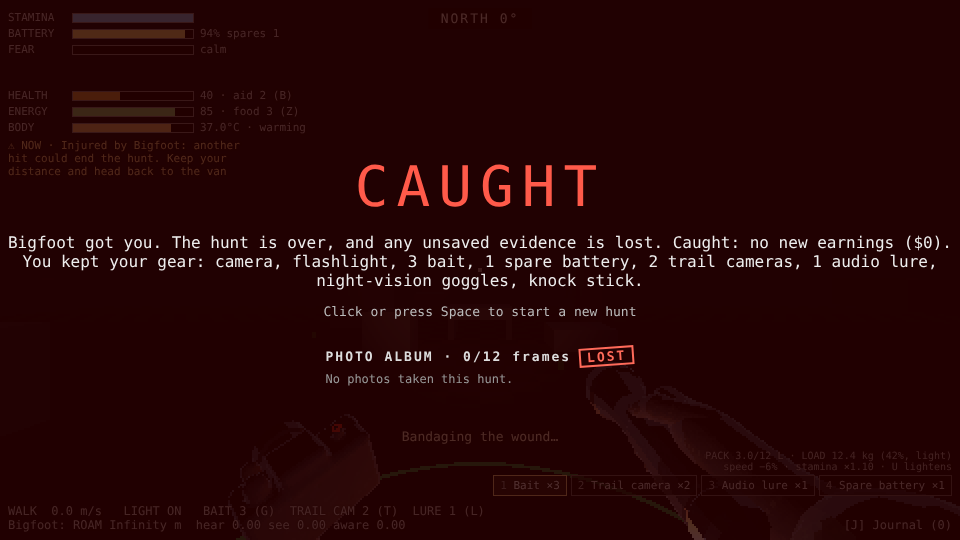 STAMINA
BATTERY 94% spares 1
FEAR calm
NORTH 0°
HEALTH 40 · aid 2 (B)
ENERGY 85 · food 3 (Z)
BODY 37.0°C · warming
⚠ NOW · Injured by Bigfoot: another
hit could end the hunt. Keep your
distance and head back to the van
CAUGHT
Bigfoot got you. The hunt is over, and any unsaved evidence is lost. Caught: no new earnings ($0).
You kept your gear: camera, flashlight, 3 bait, 1 spare battery, 2 trail cameras, 1 audio lure,
night-vision goggles, knock stick.
Click or press Space to start a new hunt
PHOTO ALBUM · 0/12 frames LOST
No photos taken this hunt.
Bandaging the wound…
PACK 3.0/12 L · LOAD 12.4 kg (42%, light)
speed −6% · stamina ×1.10 · U lightens
1 Bait ×3 2 Trail camera ×2 3 Audio lure ×1 4 Spare battery ×1
WALK 0.0 m/s LIGHT ON BAIT 3 (G) TRAIL CAM 2 (T) LURE 1 (L)
Bigfoot: ROAM Infinity m hear 0.00 see 0.00 aware 0.00
[J] Journal (0)